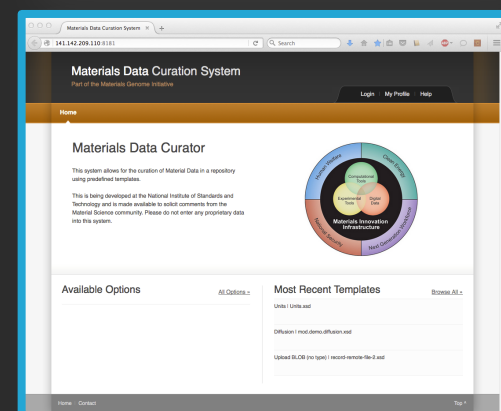 Materials Data Curation System
141.142.209.110:8181
Search
Materials Data Curation System
Part of the Materials Genome Initiative
Login
My Profile
Help
Home
Materials Data Curator
This system allows for the curation of Material Data in a repository
using predefined templates.
This is being developed at the National Institute of Standards and
Technology and is made available to solicit comments from the
Material Science community. Please do not enter any proprietary data
into this system.
Human Welfare
Clean Energy
Computational
Tools
Experimental
Tools
Digital
Data
Materials Innovation
Infrastructure
National Security
Next Generation Workforce
Available Options
All Options »
Most Recent Templates
Browse All »
Units | Units.xsd
Diffusion | mod.demo.diffusion.xsd
Upload BLOB (no type) | record-remote-file-2.xsd
Home
Contact
Top ^